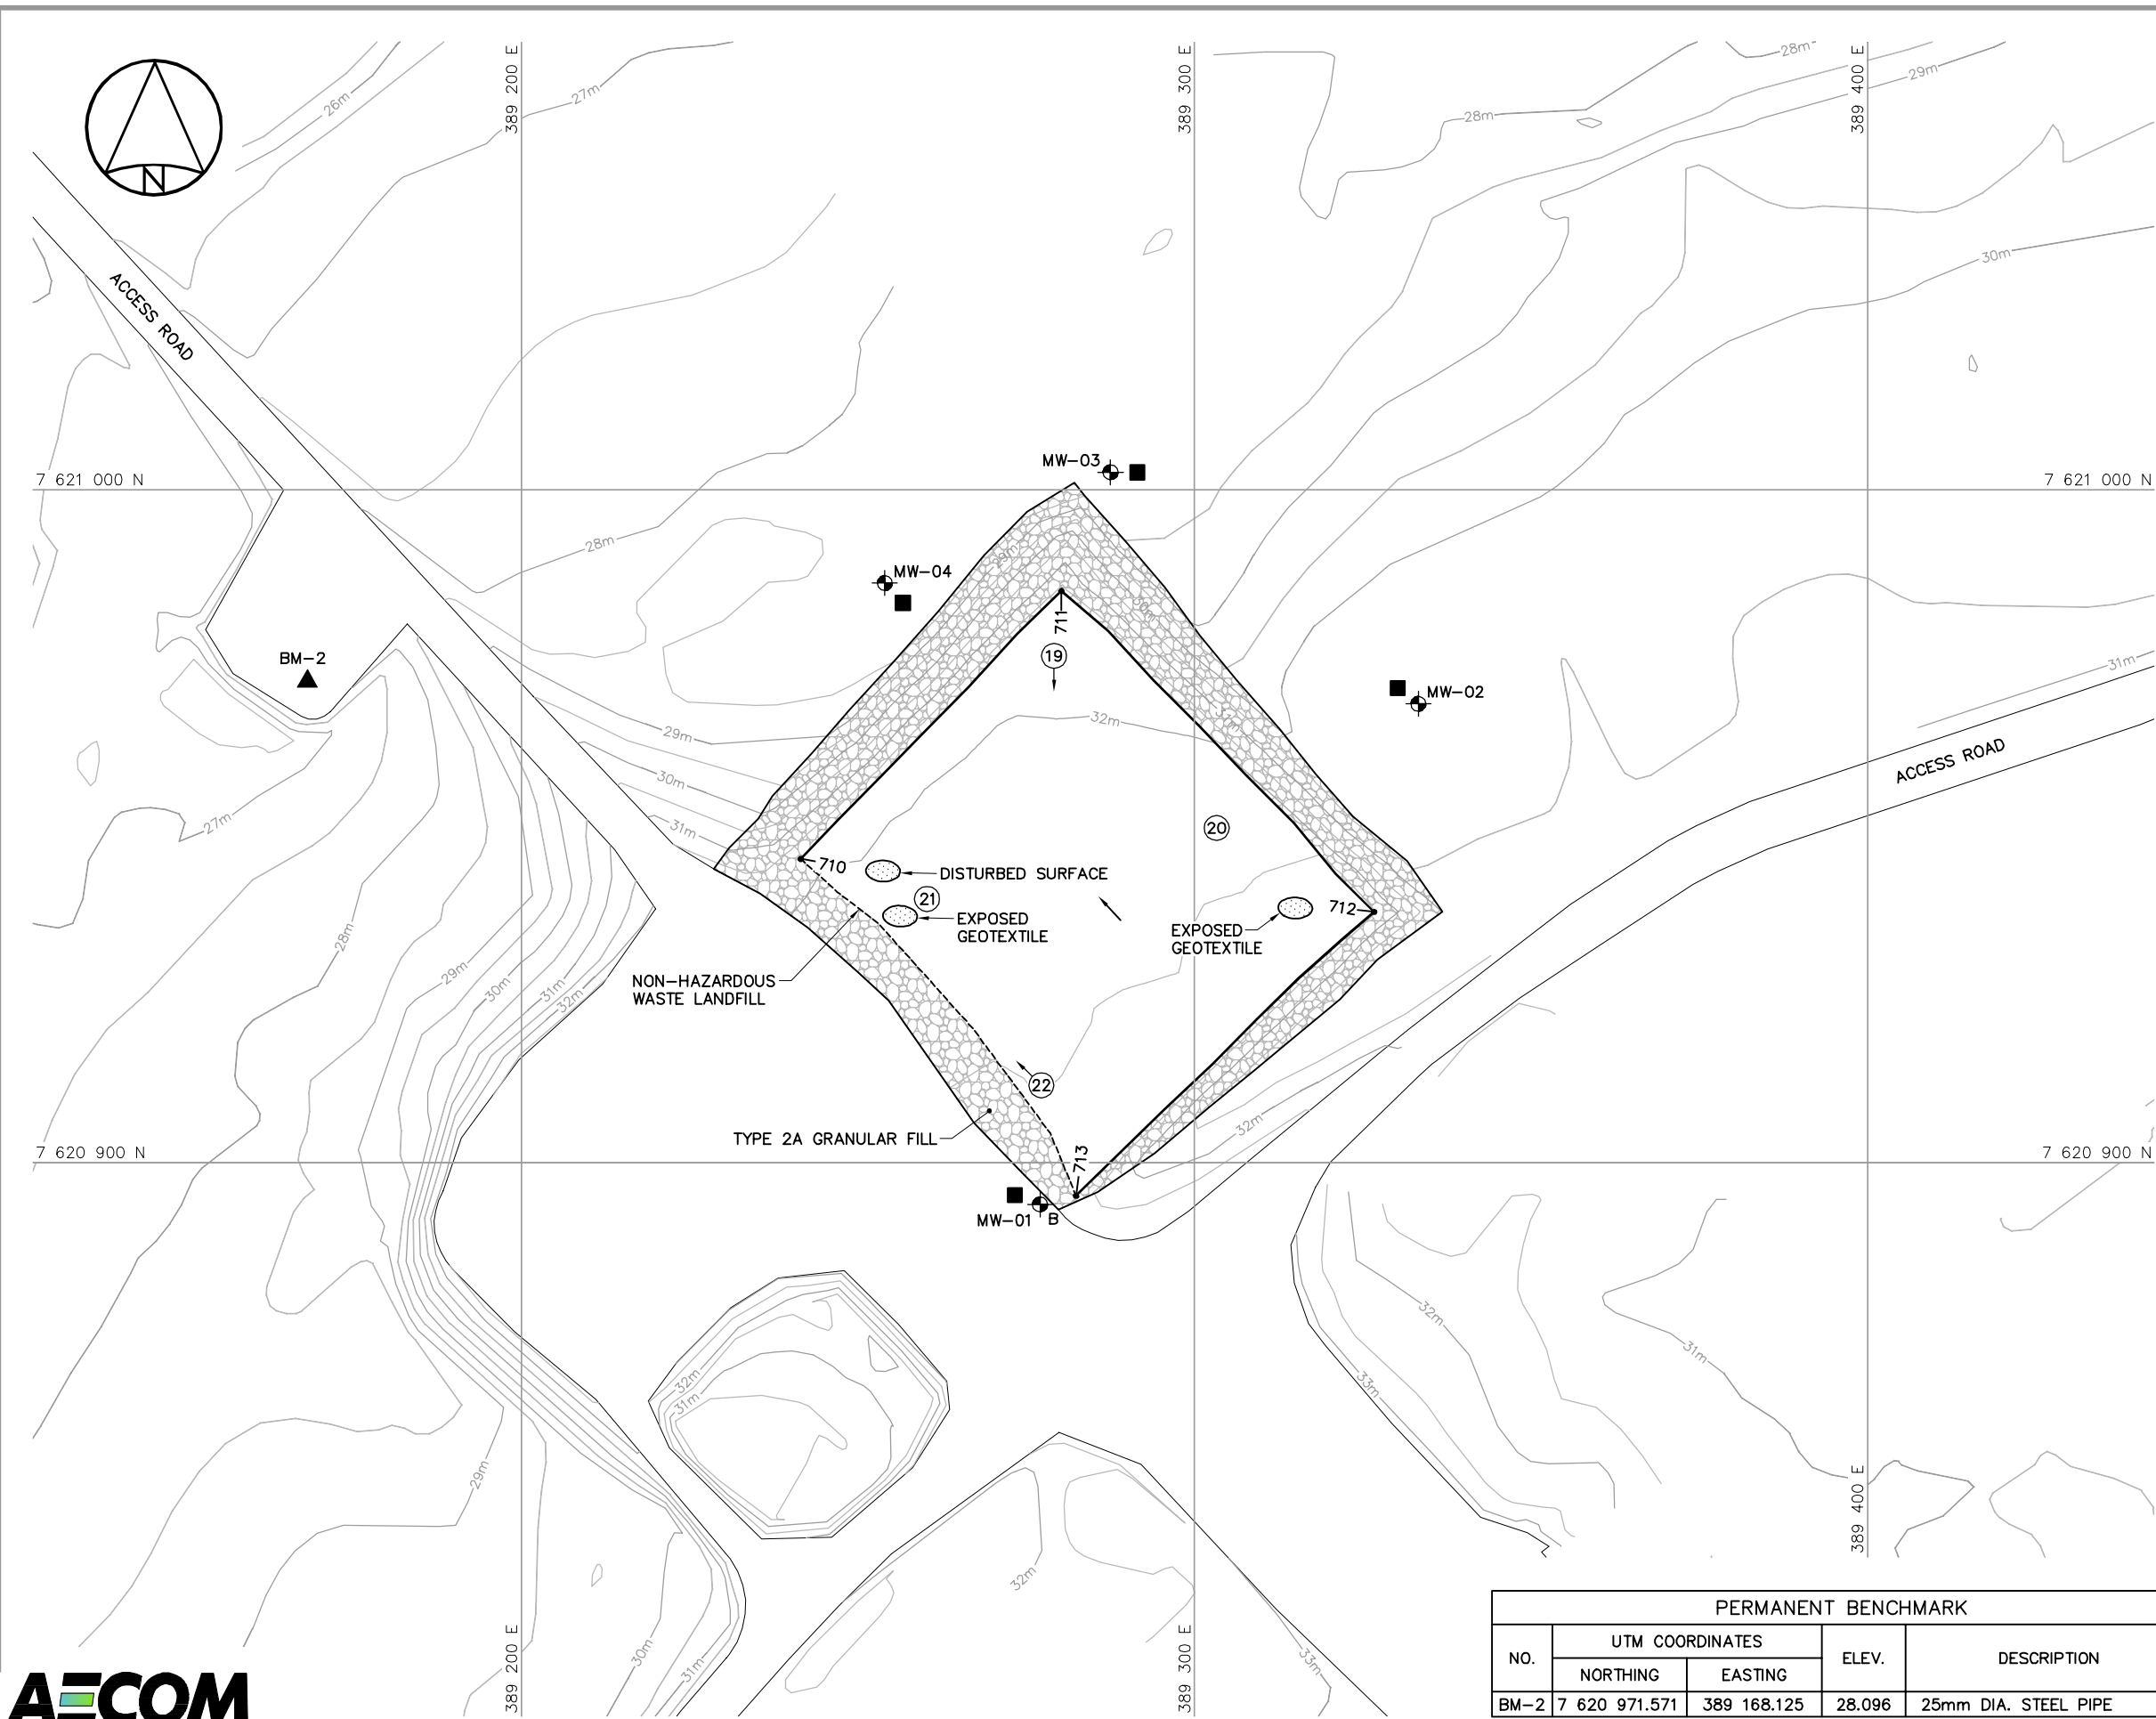 389 200 E
389 300 E
389 400 E
28m
29m
27m
26m
28m
N
ACCESS ROAD
30m
MW-03
7 621 000 N
7 621 000 N
28m
29m
MW-04
30m
711
19
BM-2
31m
MW-02
32m
31m
29m
ACCESS ROAD
30m
27m
31m
20
710
DISTURBED SURFACE
21
EXPOSED
GEOTEXTILE
712
EXPOSED
GEOTEXTILE
28m
29m
30m
31m
32m
NON-HAZARDOUS
WASTE LANDFILL
22
32m
TYPE 2A GRANULAR FILL
7 620 900 N
713
7 620 900 N
MW-01
B
32m
31m
32m
31m
33m
29m
389 400 E
32m
30m
31m
389 200 E
389 300 E
33m
PERMANENT BENCHMARK
NO.
UTM COORDINATES
ELEV.
DESCRIPTION
NORTHING
EASTING
BM-2 7 620 971.571 389 168.125 28.096 25mm DIA. STEEL PIPE
AECOM